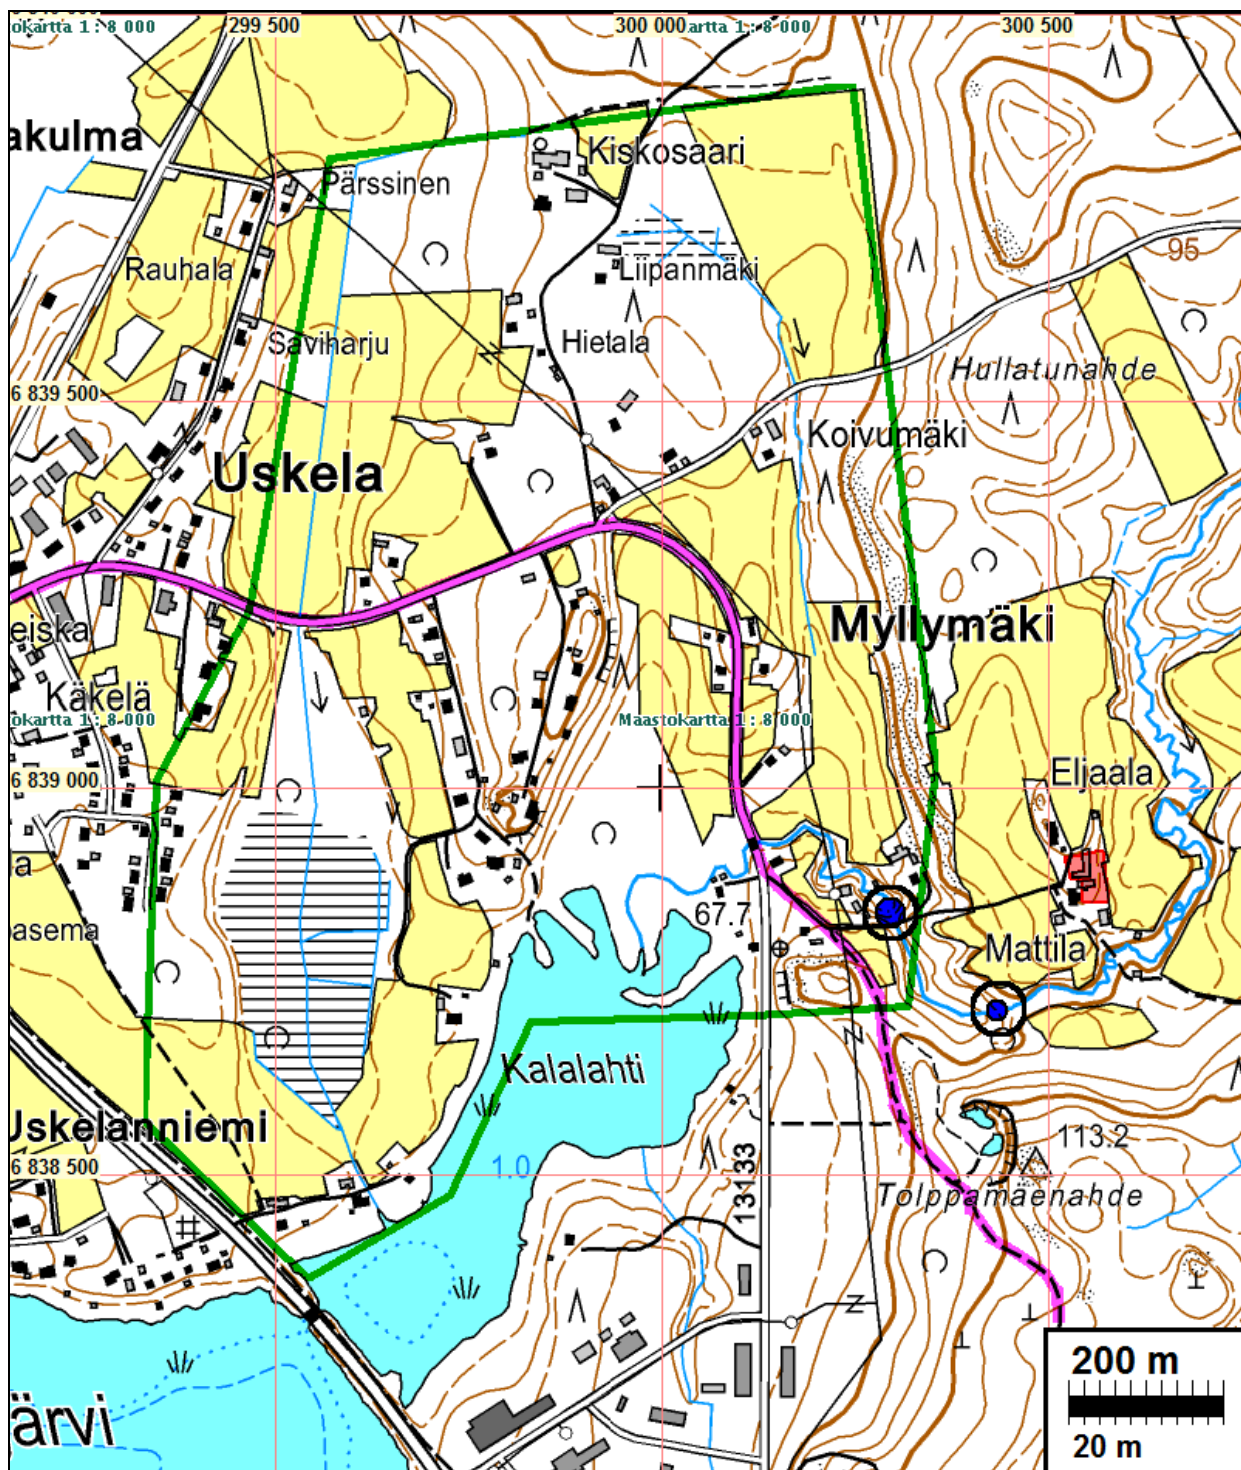 okartta 1 : 8 000
299 500
300 000
artta 1 : 8 000
300 500
akulma
Kiskosaari
Pärssinen
Rauhala
Liipanmäki
95
Saviharju
Hietala
Hullatunahde
6 839 500
Koivumäki
Uskela
eiska
Myllymäki
Käkelä
okartta 1 : 8 000
Maastokartta 1 : 8 000
6 839 000
Eljaala
a
67.7
asema
Mattila
Kalalahti
Uskelanniemi
113.2
6 838 500
1.0
13133
Tolppamäenahde
200 m
järvi
20 m